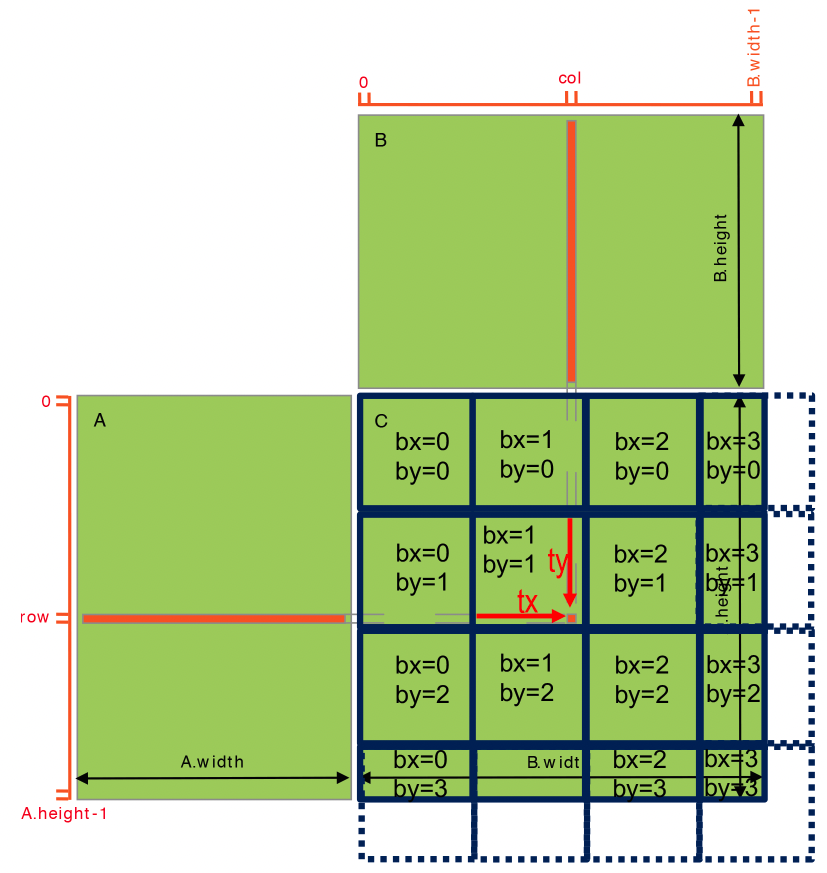 B.width-1
0
col
B
B.height
0
A
C
bx=0
by=0
bx=1
by=0
bx=2
by=0
bx=3
by=0
bx=0
by=1
bx=1
by=1
ty
tx
bx=2
by=1
bx=3
by=1
.height
row
bx=0
by=2
bx=1
by=2
bx=2
by=2
bx=3
by=2
A.width
bx=0
by=3
B.widt
bx=2
by=3
bx=3
by=3
A.height-1